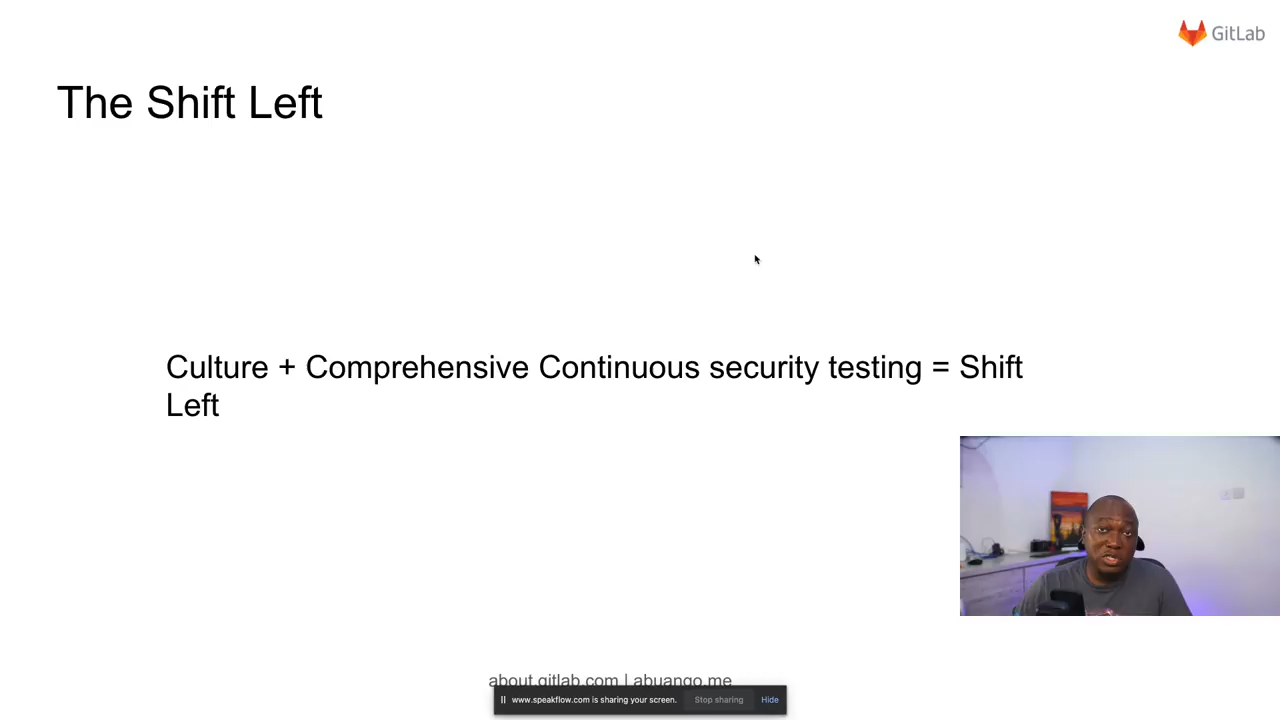 GitLab
The Shift Left
Culture + Comprehensive Continuous security testing = Shift
Left
about.gitlab.com | abuango.me
www.speakflow.com is sharing your screen. Stop sharing Hide